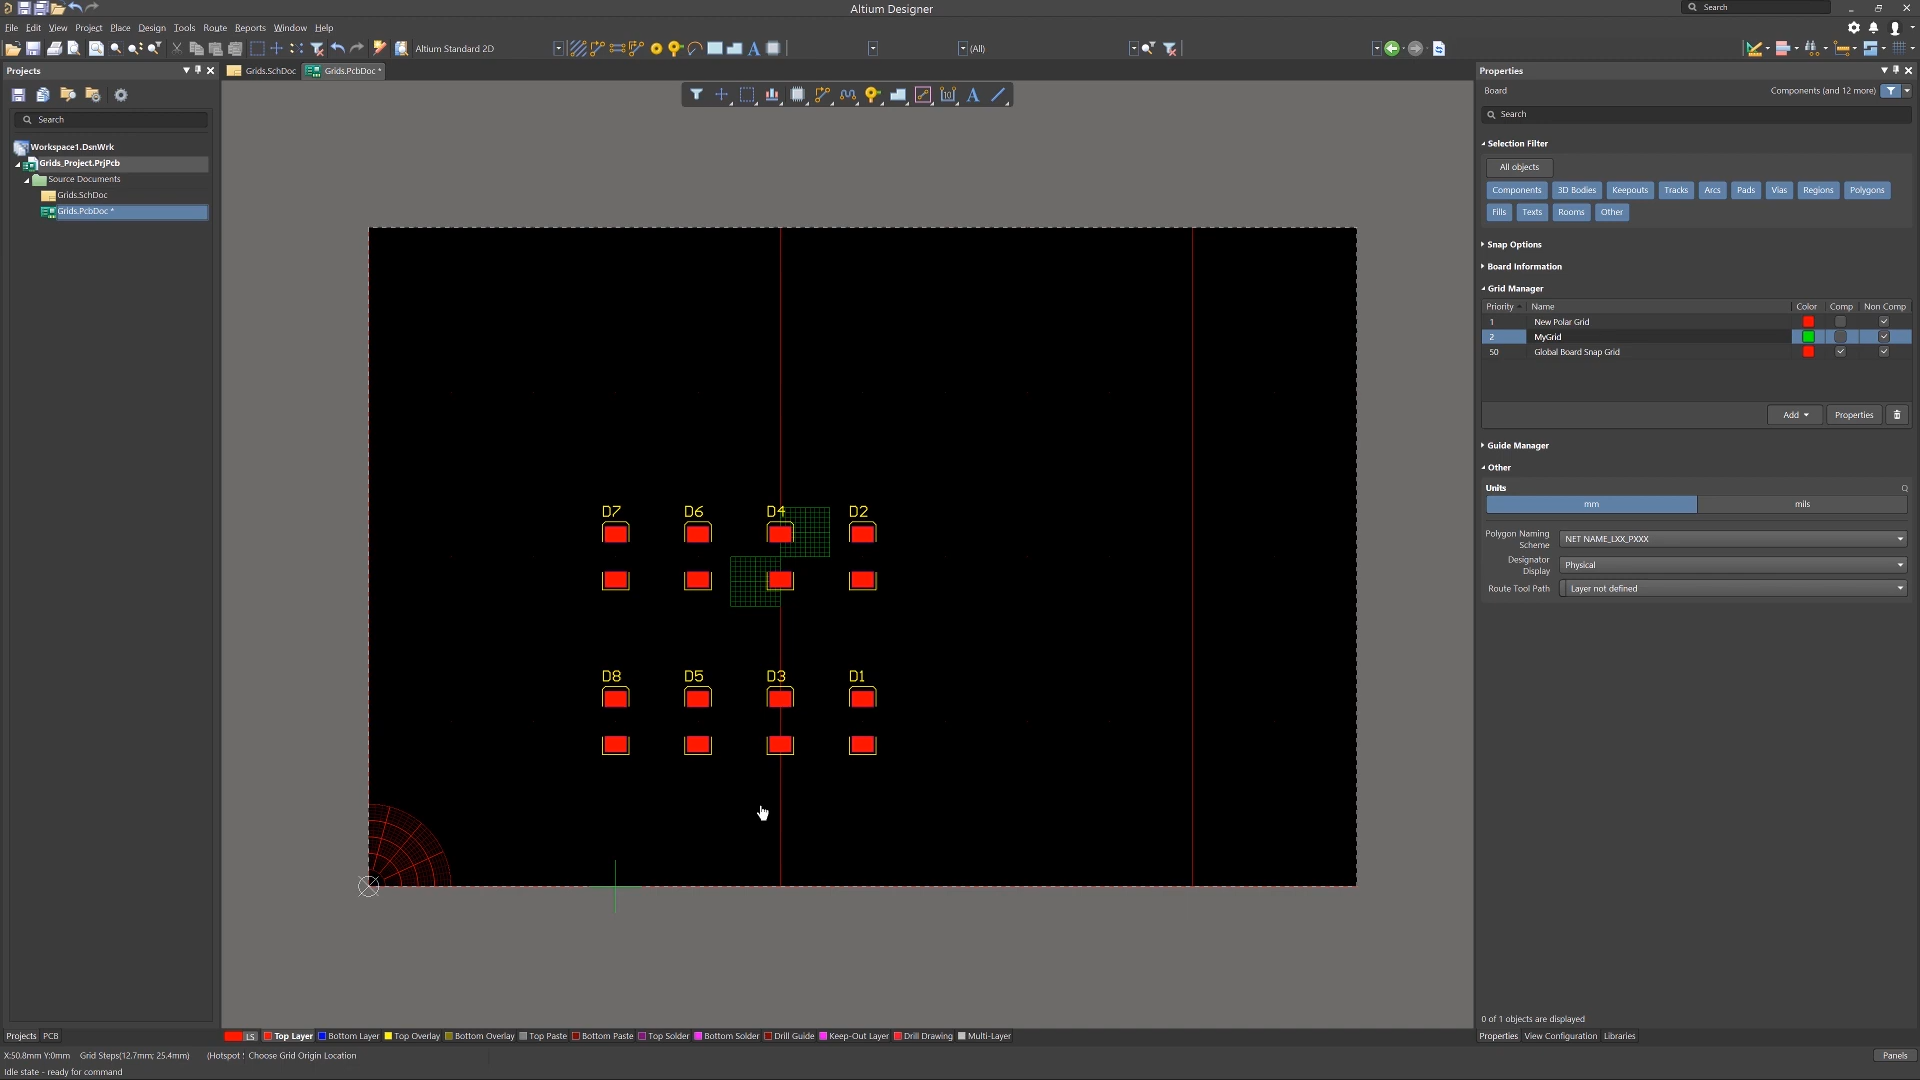 Altium Designer
Search
File Edit View Project Place Design Tools Route Reports Window Help
Altium Standard 2D
(All)
Projects
Grids.SchDoc
Grids.PcbDoc *
Properties
Board
Components (and 12 more)
Search
Search
Workspace1.DsnWrk
Grids_Project.PrjPcb
Source Documents
Grids.SchDoc
Grids.PcbDoc *
Selection Filter
All objects
Components 3D Bodies Keepouts Tracks Arcs Pads Vias Regions Polygons
Fills Texts Rooms Other
Snap Options
Board Information
Grid Manager
Priority Name Color Comp Non Comp
1 New Polar Grid
2 MyGrid
50 Global Board Snap Grid
Add Properties
Guide Manager
Other
Units
mm mils
Polygon Naming Scheme NET NAME_LXX_PXXX
Designator Display Physical
Route Tool Path Layer not defined
D7 D6 D4 D2
D8 D5 D3 D1
0 of 1 objects are displayed
Projects PCB
LS Top Layer Bottom Layer Top Overlay Bottom Overlay Top Paste Bottom Paste Top Solder Bottom Solder Drill Guide Keep-Out Layer Drill Drawing Multi-Layer
Properties View Configuration Libraries
X:50.8mm Y:0mm Grid Steps(12.7mm; 25.4mm) (Hotspot Choose Grid Origin Location
Panels
Idle state - ready for command